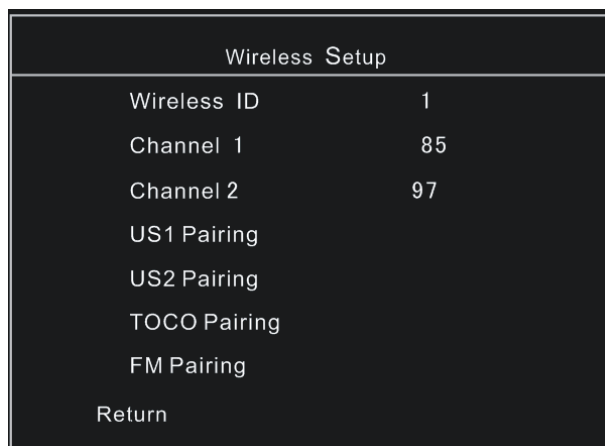 Wireless Setup
Wireless ID 1
Channel 1 85
Channel 2 97
US1 Pairing
US2 Pairing
TOCO Pairing
FM Pairing
Return